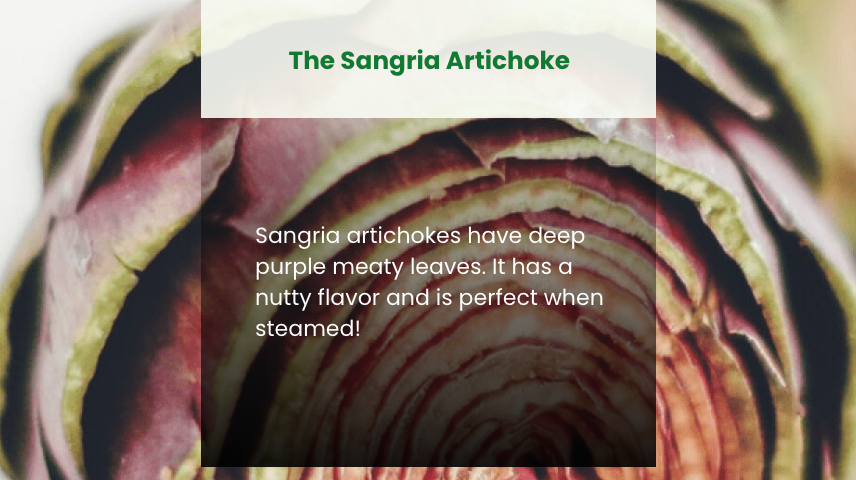 The Sangria Artichoke
Sangria artichokes have deep
purple meaty leaves. It has a
nutty flavor and is perfect when
steamed!